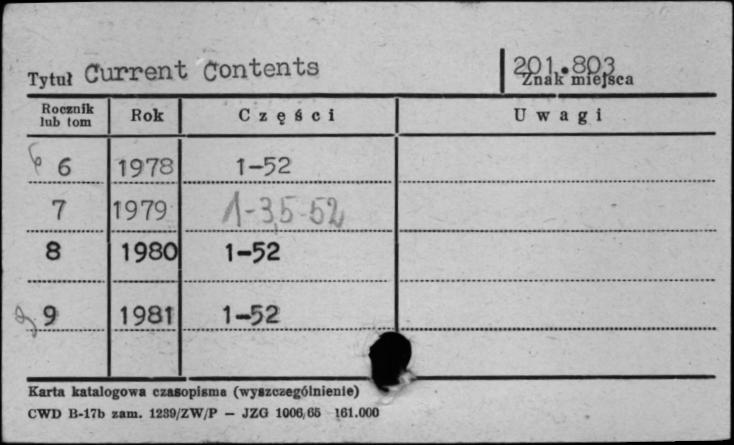 Tytuł Current Contents 201.803
Znak miejsca
Rocznik lub tom Rok Części Uwagi
6 1978 1-52
7 1979 1-3,5-52
8 1980 1-52
9 1981 1-52
Karta katalogowa czasopisma (wyszczególnienie)
CWD B-17b zam. 1239/ZW/P — JZG 1006/65 161.000